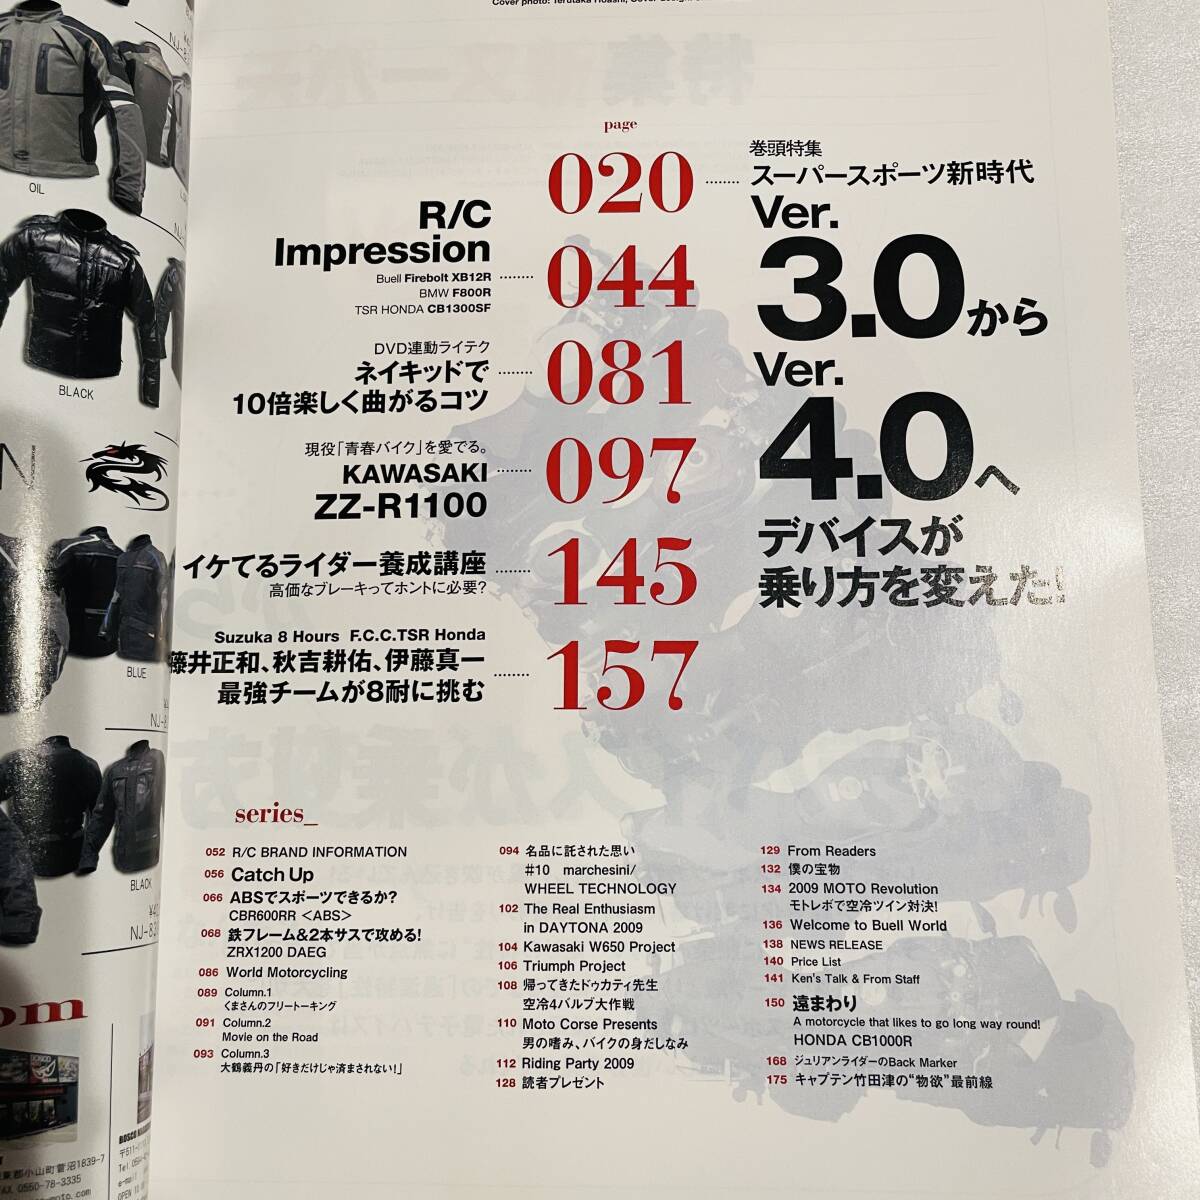 Cover photo: Terutaka Hoashi, Cover design:
page
020
巻頭特集
スーパースポーツ新時代
Ver.
3.0から
Ver.
4.0へ
デバイスが
乗り方を変えた!
R/C
Impression
Buell Firebolt XB12R
BMW F800R
TSR HONDA CB1300SF
044
DVD連動ライテク
ネイキッドで
10倍楽しく曲がるコツ
081
現役「青春バイク」を愛でる。
KAWASAKI
ZZ-R1100
097
イケてるライダー養成講座
高価なブレーキってホントに必要?
145
Suzuka 8 Hours F.C.C.TSR Honda
藤井正和、秋吉耕佑、伊藤真一
最強チームが8耐に挑む
157
series_
052 R/C BRAND INFORMATION
056 Catch Up
066 ABSでスポーツできるか?
CBR600RR <ABS>
068 鉄フレーム&2本サスで攻める!
ZRX1200 DAEG
086 World Motorcycling
089 Column.1
くまさんのフリートーキング
091 Column.2
Movie on the Road
093 Column.3
大鶴義丹の「好きだけじゃ済まされない!」
094 名品に託された思い
#10 marchesini/
WHEEL TECHNOLOGY
102 The Real Enthusiasm
in DAYTONA 2009
104 Kawasaki W650 Project
106 Triumph Project
108 帰ってきたドゥカティ先生
空冷4バルブ大作戦
110 Moto Corse Presents
男の嗜み、バイクの身だしなみ
112 Riding Party 2009
128 読者プレゼント
129 From Readers
132 僕の宝物
134 2009 MOTO Revolution
モトレボで空冷ツイン対決!
136 Welcome to Buell World
138 NEWS RELEASE
140 Price List
141 Ken's Talk & From Staff
150 遠まわり
A motorcycle that likes to go long way round!
HONDA CB1000R
168 ジュリアンライダーのBack Marker
175 キャプテン竹田津の"物欲"最前線
OIL
BLACK
BLUE
BLACK
小山町菅沼1839-7
FAX. 0550-78-3335